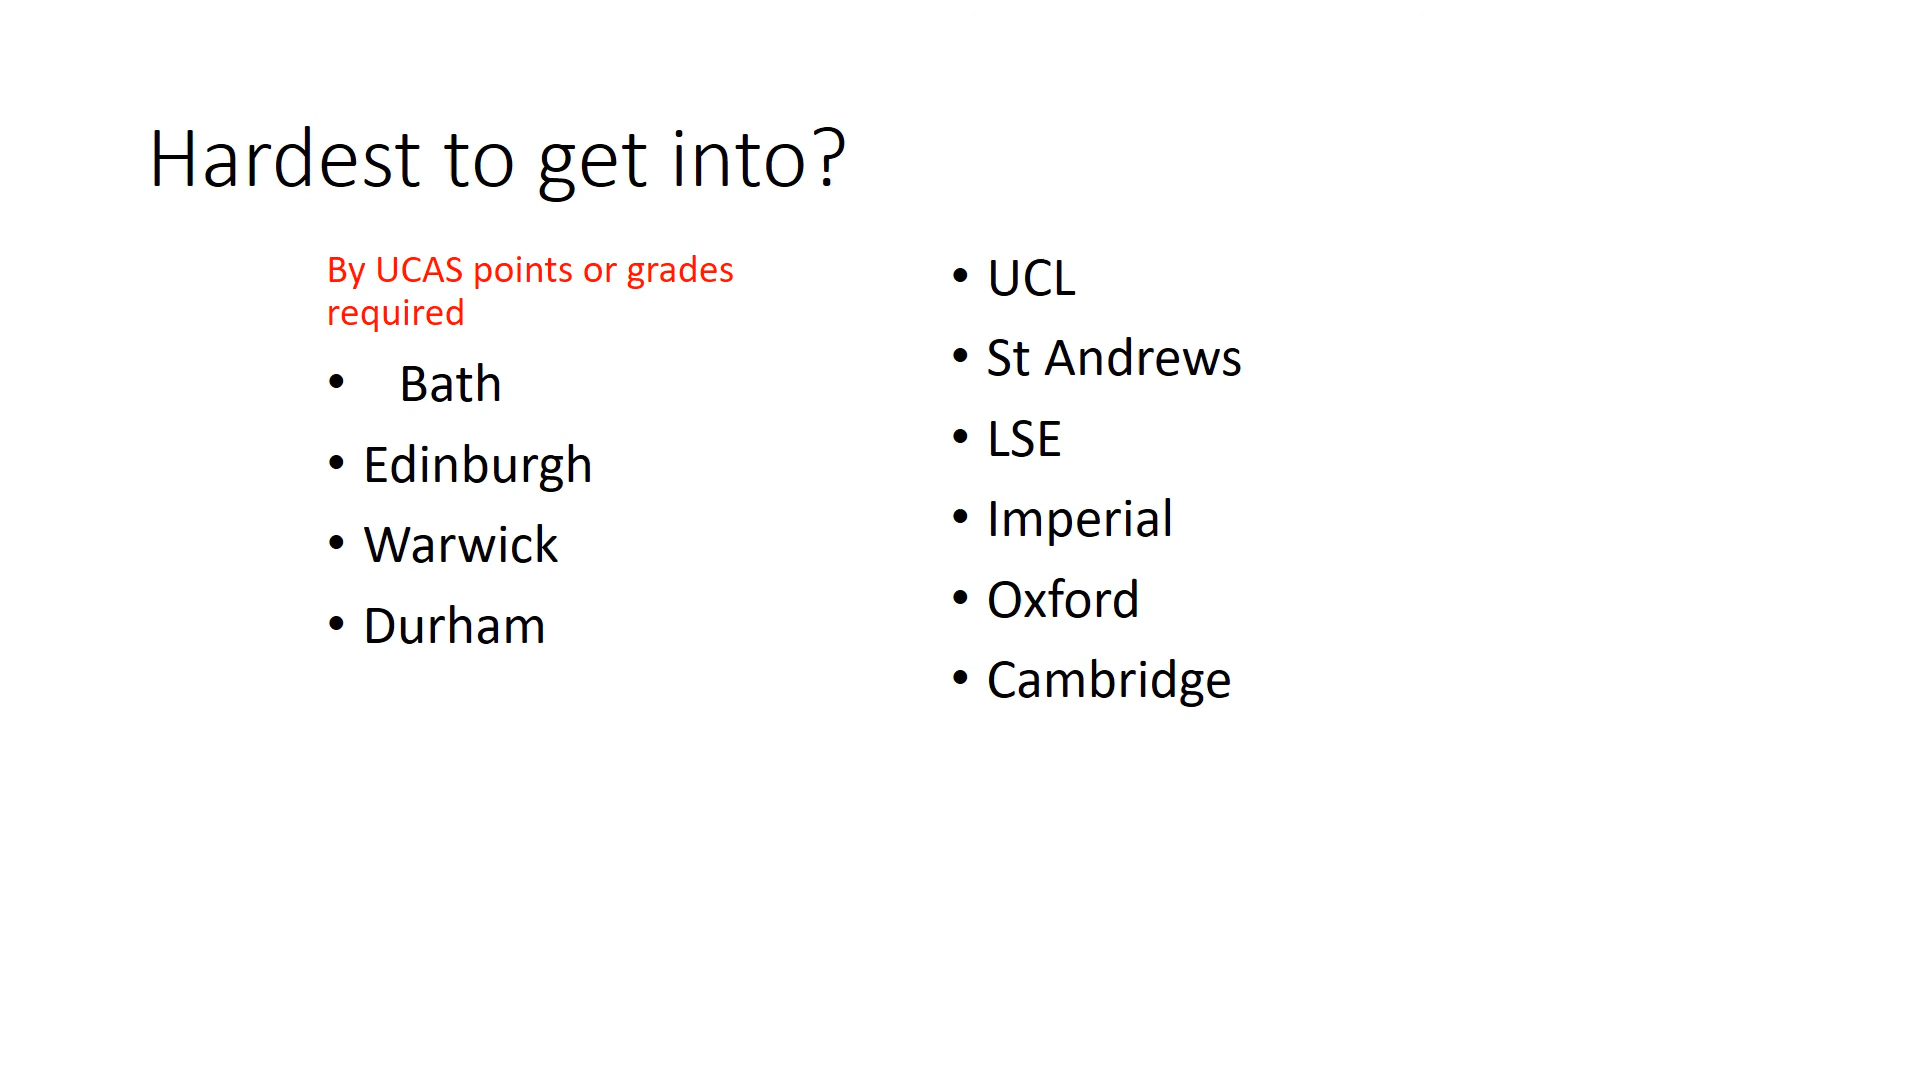 Hardest to get into?
By UCAS points or grades
required
• Bath
• Edinburgh
• Warwick
• Durham
• UCL
• St Andrews
• LSE
• Imperial
• Oxford
• Cambridge